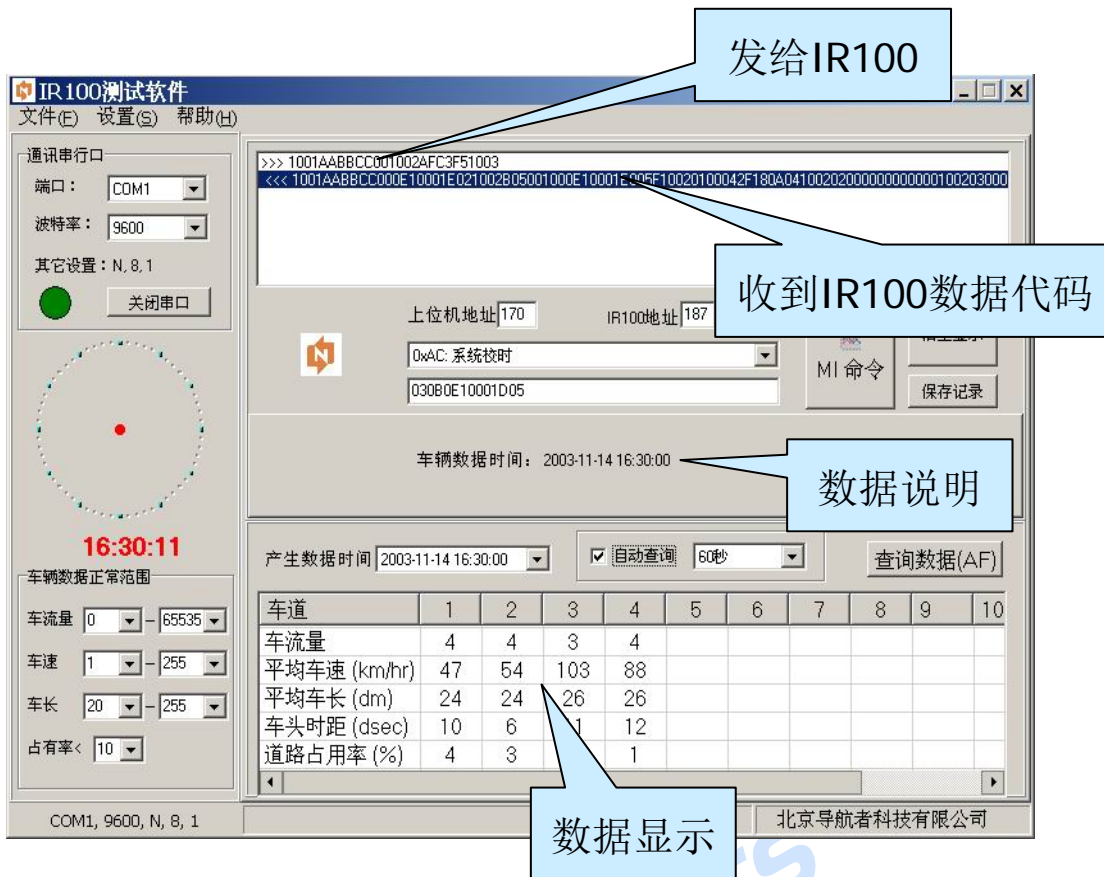 发给IR100
IR100测试软件
文件(F) 设置(S) 帮助(H)
通讯串行口
端口： COM1
波特率： 9600
其它设置：N,8,1
关闭串口
>>> 1001AABBCC001002AFC3F51003
<<< 1001AABBCC000E10001E021002B05001000E10001E005F10020100042F180A04100202000000000000100203000
收到IR100数据代码
上位机地址 170 IR100地址 187
0xAC: 系统校时
030B0E10001D05
MI 命令
保存记录
车辆数据时间： 2003-11-14 16:30:00
数据说明
16:30:11
产生数据时间 2003-11-14 16:30:00 自动查询 60秒 查询数据(AF)
车辆数据正常范围
车流量 0 – 65535
车速 1 – 255
车长 20 – 255
占有率< 10
车道 1 2 3 4 5 6 7 8 9 10
车流量 4 4 3 4
平均车速 (km/hr) 47 54 103 88
平均车长 (dm) 24 24 26 26
车头时距 (dsec) 10 6 12
道路占用率 (%) 4 3 1
数据显示
COM1, 9600, N, 8, 1
北京导航者科技有限公司